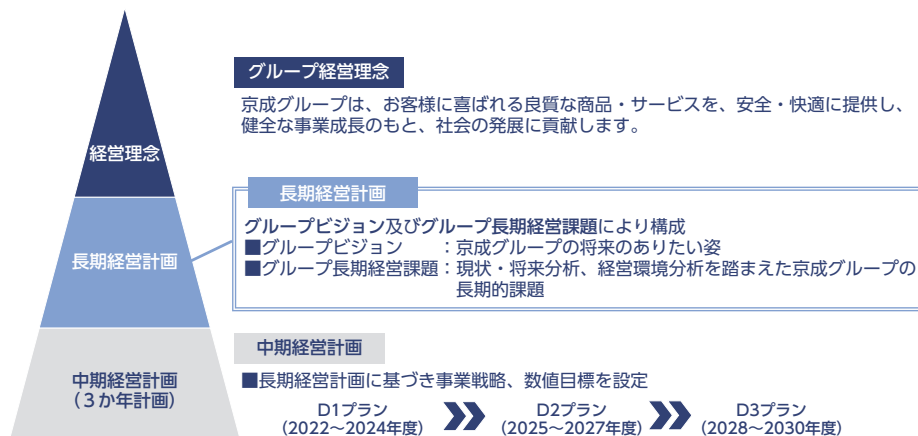 経営理念
長期経営計画
中期経営計画
(3か年計画)
グループ経営理念
京成グループは、お客様に喜ばれる良質な商品・サービスを、安全・快適に提供し、
健全な事業成長のもと、社会の発展に貢献します。
長期経営計画
グループビジョン及びグループ長期経営課題により構成
■グループビジョン　　：京成グループの将来のありたい姿
■グループ長期経営課題：現状・将来分析、経営環境分析を踏まえた京成グループの
長期的課題
中期経営計画
■長期経営計画に基づき事業戦略、数値目標を設定
D1プラン
(2022〜2024年度)
D2プラン
(2025〜2027年度)
D3プラン
(2028〜2030年度)